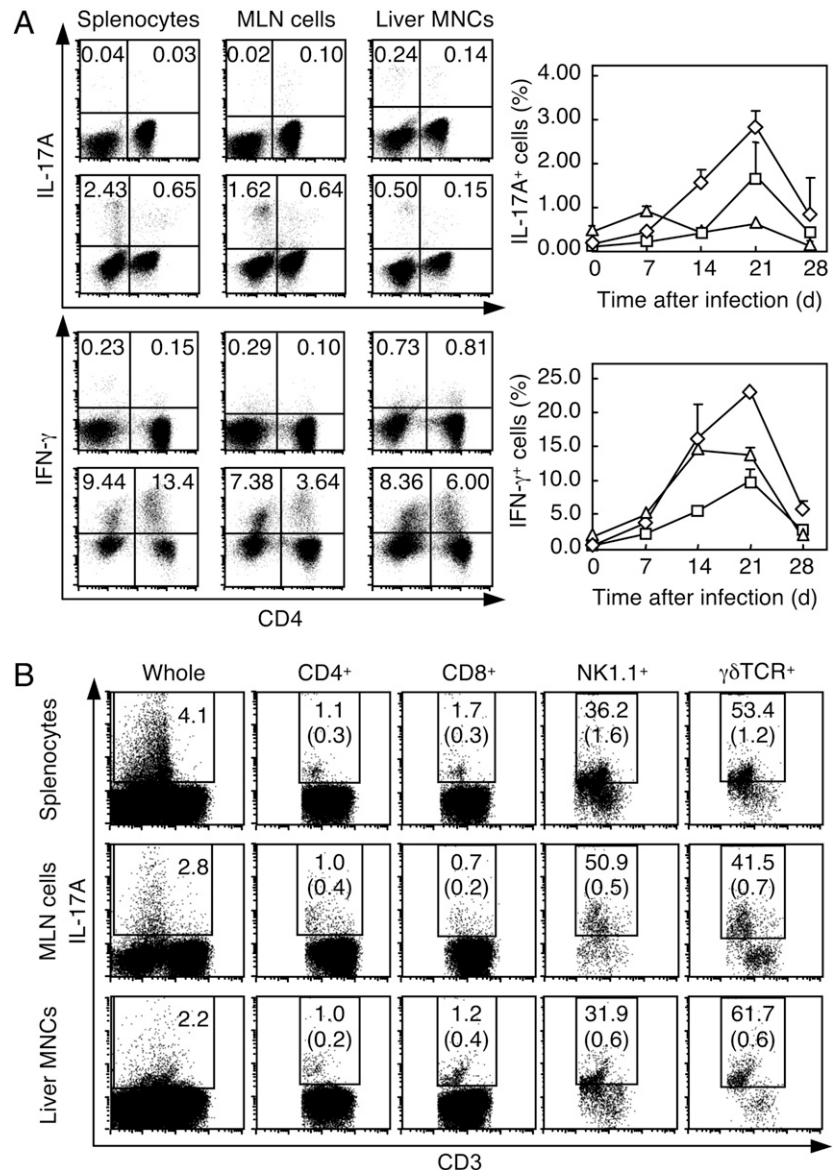 A
Splenocytes MLN cells Liver MNCs
0.04 0.03 0.02 0.10 0.24 0.14
2.43 0.65 1.62 0.64 0.50 0.15
IL-17A
4.00
3.00
2.00
1.00
0.00
IL-17A+ cells (%)
0 7 14 21 28
Time after infection (d)
0.23 0.15 0.29 0.10 0.73 0.81
9.44 13.4 7.38 3.64 8.36 6.00
IFN-γ
CD4
25.0
20.0
15.0
10.0
5.0
0.0
IFN-γ+ cells (%)
0 7 14 21 28
Time after infection (d)
B
Whole CD4+ CD8+ NK1.1+ γδTCR+
Splenocytes
4.1 1.1 1.7 36.2 53.4
(0.3) (0.3) (1.6) (1.2)
MLN cells
2.8 1.0 0.7 50.9 41.5
(0.4) (0.2) (0.5) (0.7)
IL-17A
Liver MNCs
2.2 1.0 1.2 31.9 61.7
(0.2) (0.4) (0.6) (0.6)
CD3